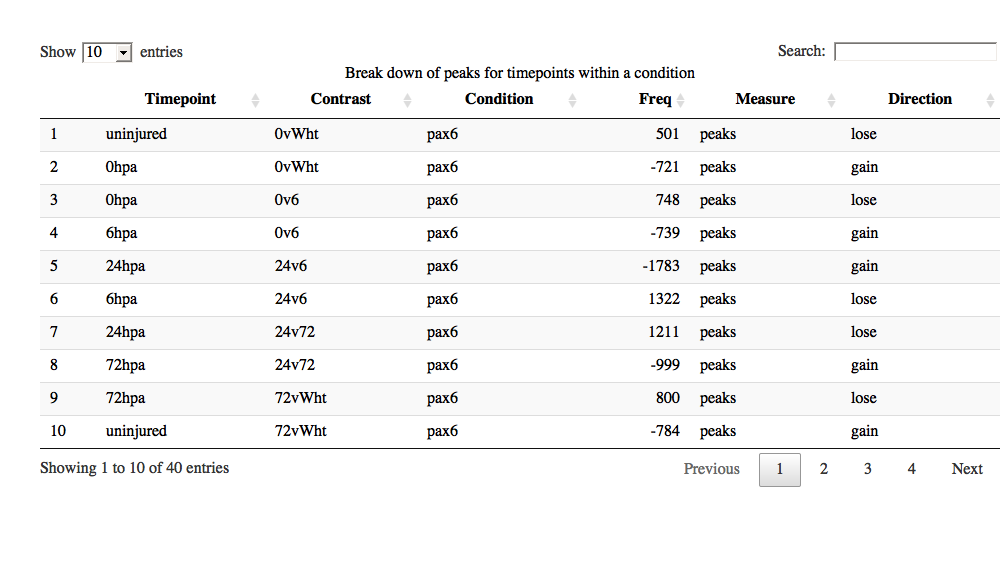 Show 10 entries Search:
Break down of peaks for timepoints within a condition
Timepoint Contrast Condition Freq Measure Direction
1 uninjured 0vWht pax6 501 peaks lose
2 0hpa 0vWht pax6 -721 peaks gain
3 0hpa 0v6 pax6 748 peaks lose
4 6hpa 0v6 pax6 -739 peaks gain
5 24hpa 24v6 pax6 -1783 peaks gain
6 6hpa 24v6 pax6 1322 peaks lose
7 24hpa 24v72 pax6 1211 peaks lose
8 72hpa 24v72 pax6 -999 peaks gain
9 72hpa 72vWht pax6 800 peaks lose
10 uninjured 72vWht pax6 -784 peaks gain
Showing 1 to 10 of 40 entries Previous 1 2 3 4 Next